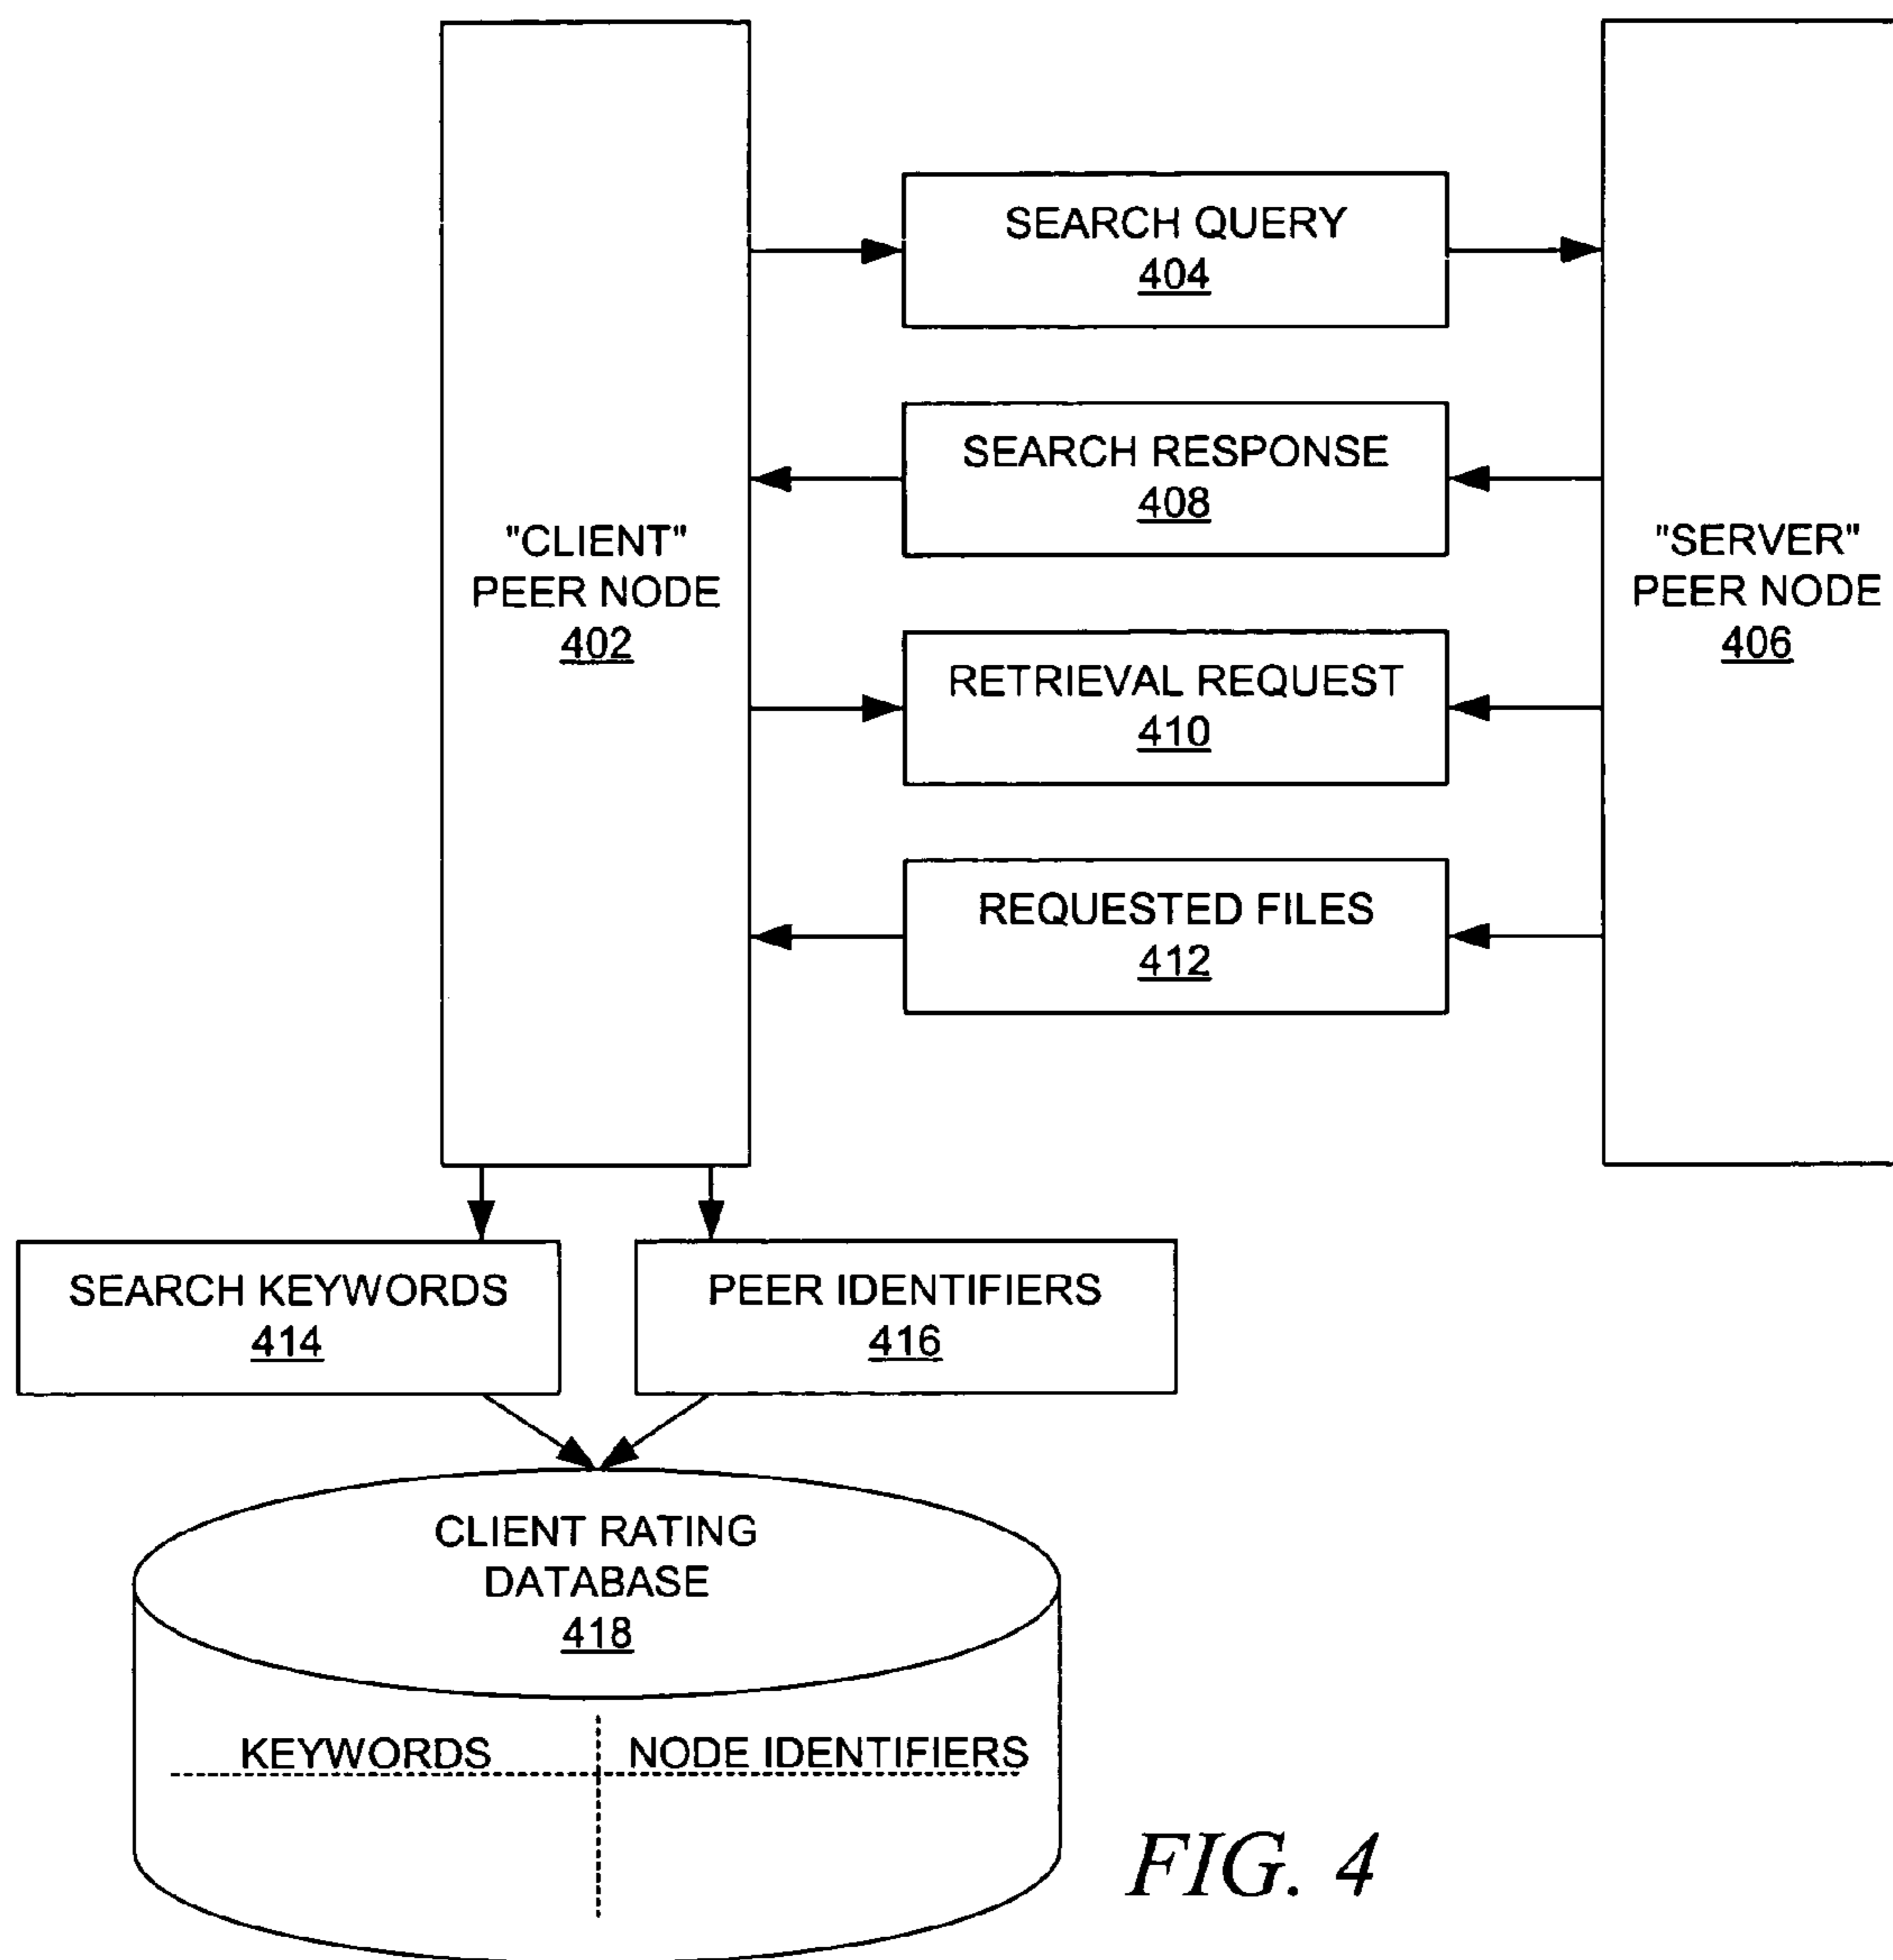 SEARCH QUERY
404
SEARCH RESPONSE
408
"CLIENT"
PEER NODE
402
"SERVER"
PEER NODE
406
RETRIEVAL REQUEST
410
REQUESTED FILES
412
SEARCH KEYWORDS
414
PEER IDENTIFIERS
416
CLIENT RATING
DATABASE
418
KEYWORDS
NODE IDENTIFIERS
FIG. 4